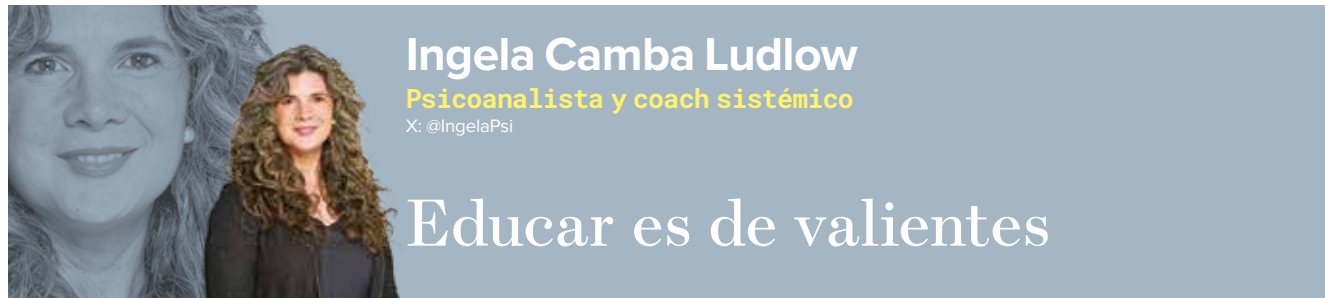 Ingela Camba Ludlow
Psicoanalista y coach sistémico
X: @IngelaPsi
Educar es de valientes